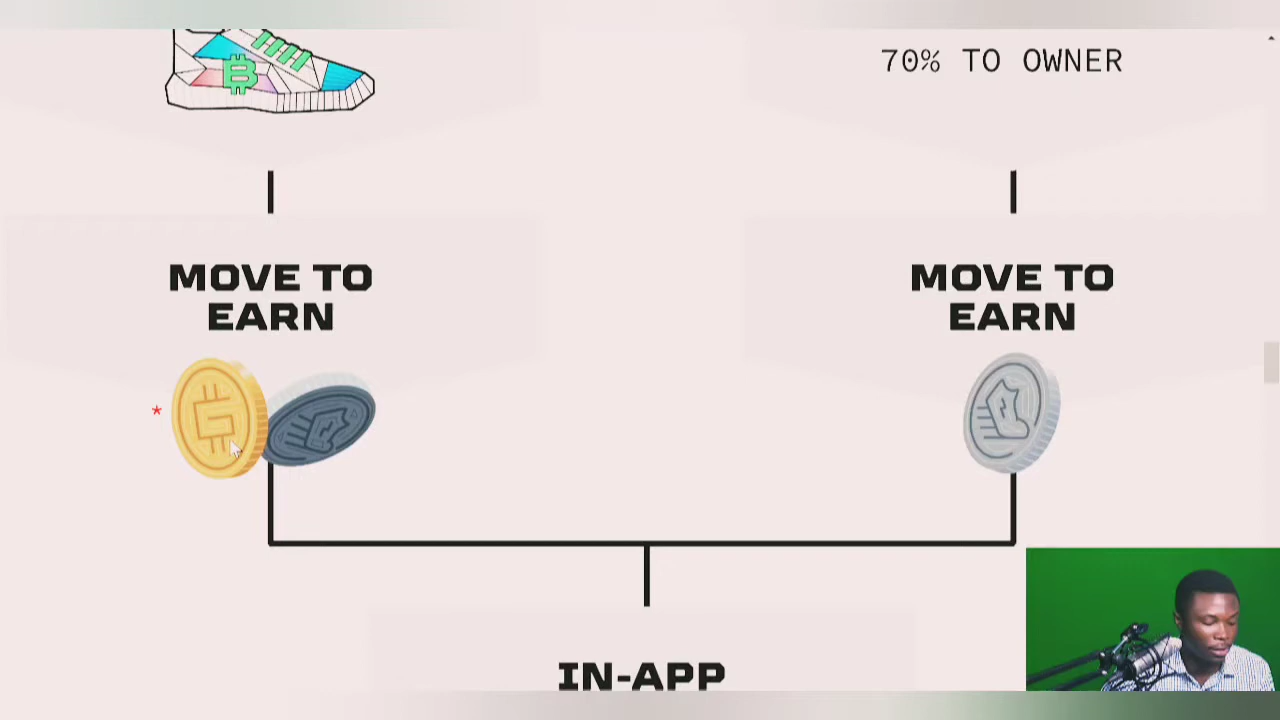 70% TO OWNER
MOVE TO
EARN
MOVE TO
EARN
*
IN-APP